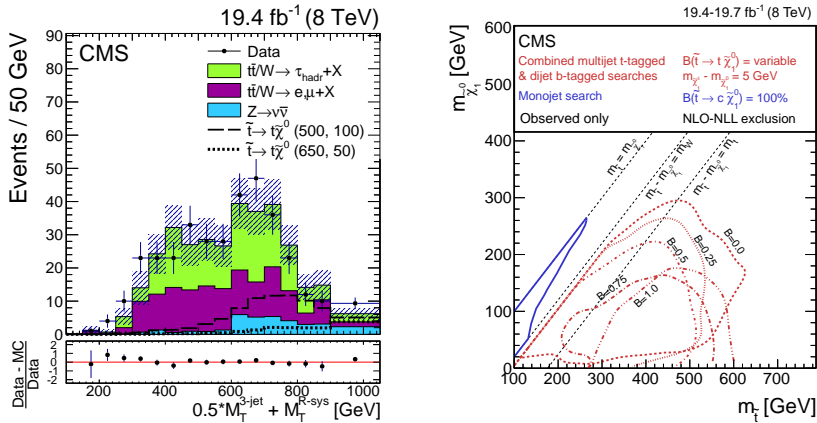 19.4 fb⁻¹ (8 TeV)
CMS
Data
tt̄/W→ τ_hadr+X
tt̄/W→ e,μ+X
Z→νν̄
t̃→ tχ̃⁰ (500, 100)
t̃→ tχ̃⁰ (650, 50)
Events / 50 GeV
90
80
70
60
50
40
30
20
10
0
Data - MC
Data
2
1
0
-1
-2
200 400 600 800 1000
0.5*M_T^3-jet + M_T^R-sys [GeV]
19.4-19.7 fb⁻¹ (8 TeV)
CMS
Combined multijet t-tagged
& dijet b-tagged searches
B(t̃→ t χ̃₁⁰) = variable
m_χ̃₁± - m_χ̃₁⁰ = 5 GeV
Monojet search
B(t̃→ c χ̃₁⁰) = 100%
Observed only
NLO-NLL exclusion
m_χ̃₁⁰ [GeV]
600
500
400
300
200
100
0
m_t̃ = m_χ̃₁⁰
m_t̃ - m_χ̃₁⁰ = m_W
m_t̃ - m_χ̃₁⁰ = m_t
B=0.0
B=0.25
B=0.5
B=0.75
B=1.0
100 200 300 400 500 600 700
m_t̃ [GeV]